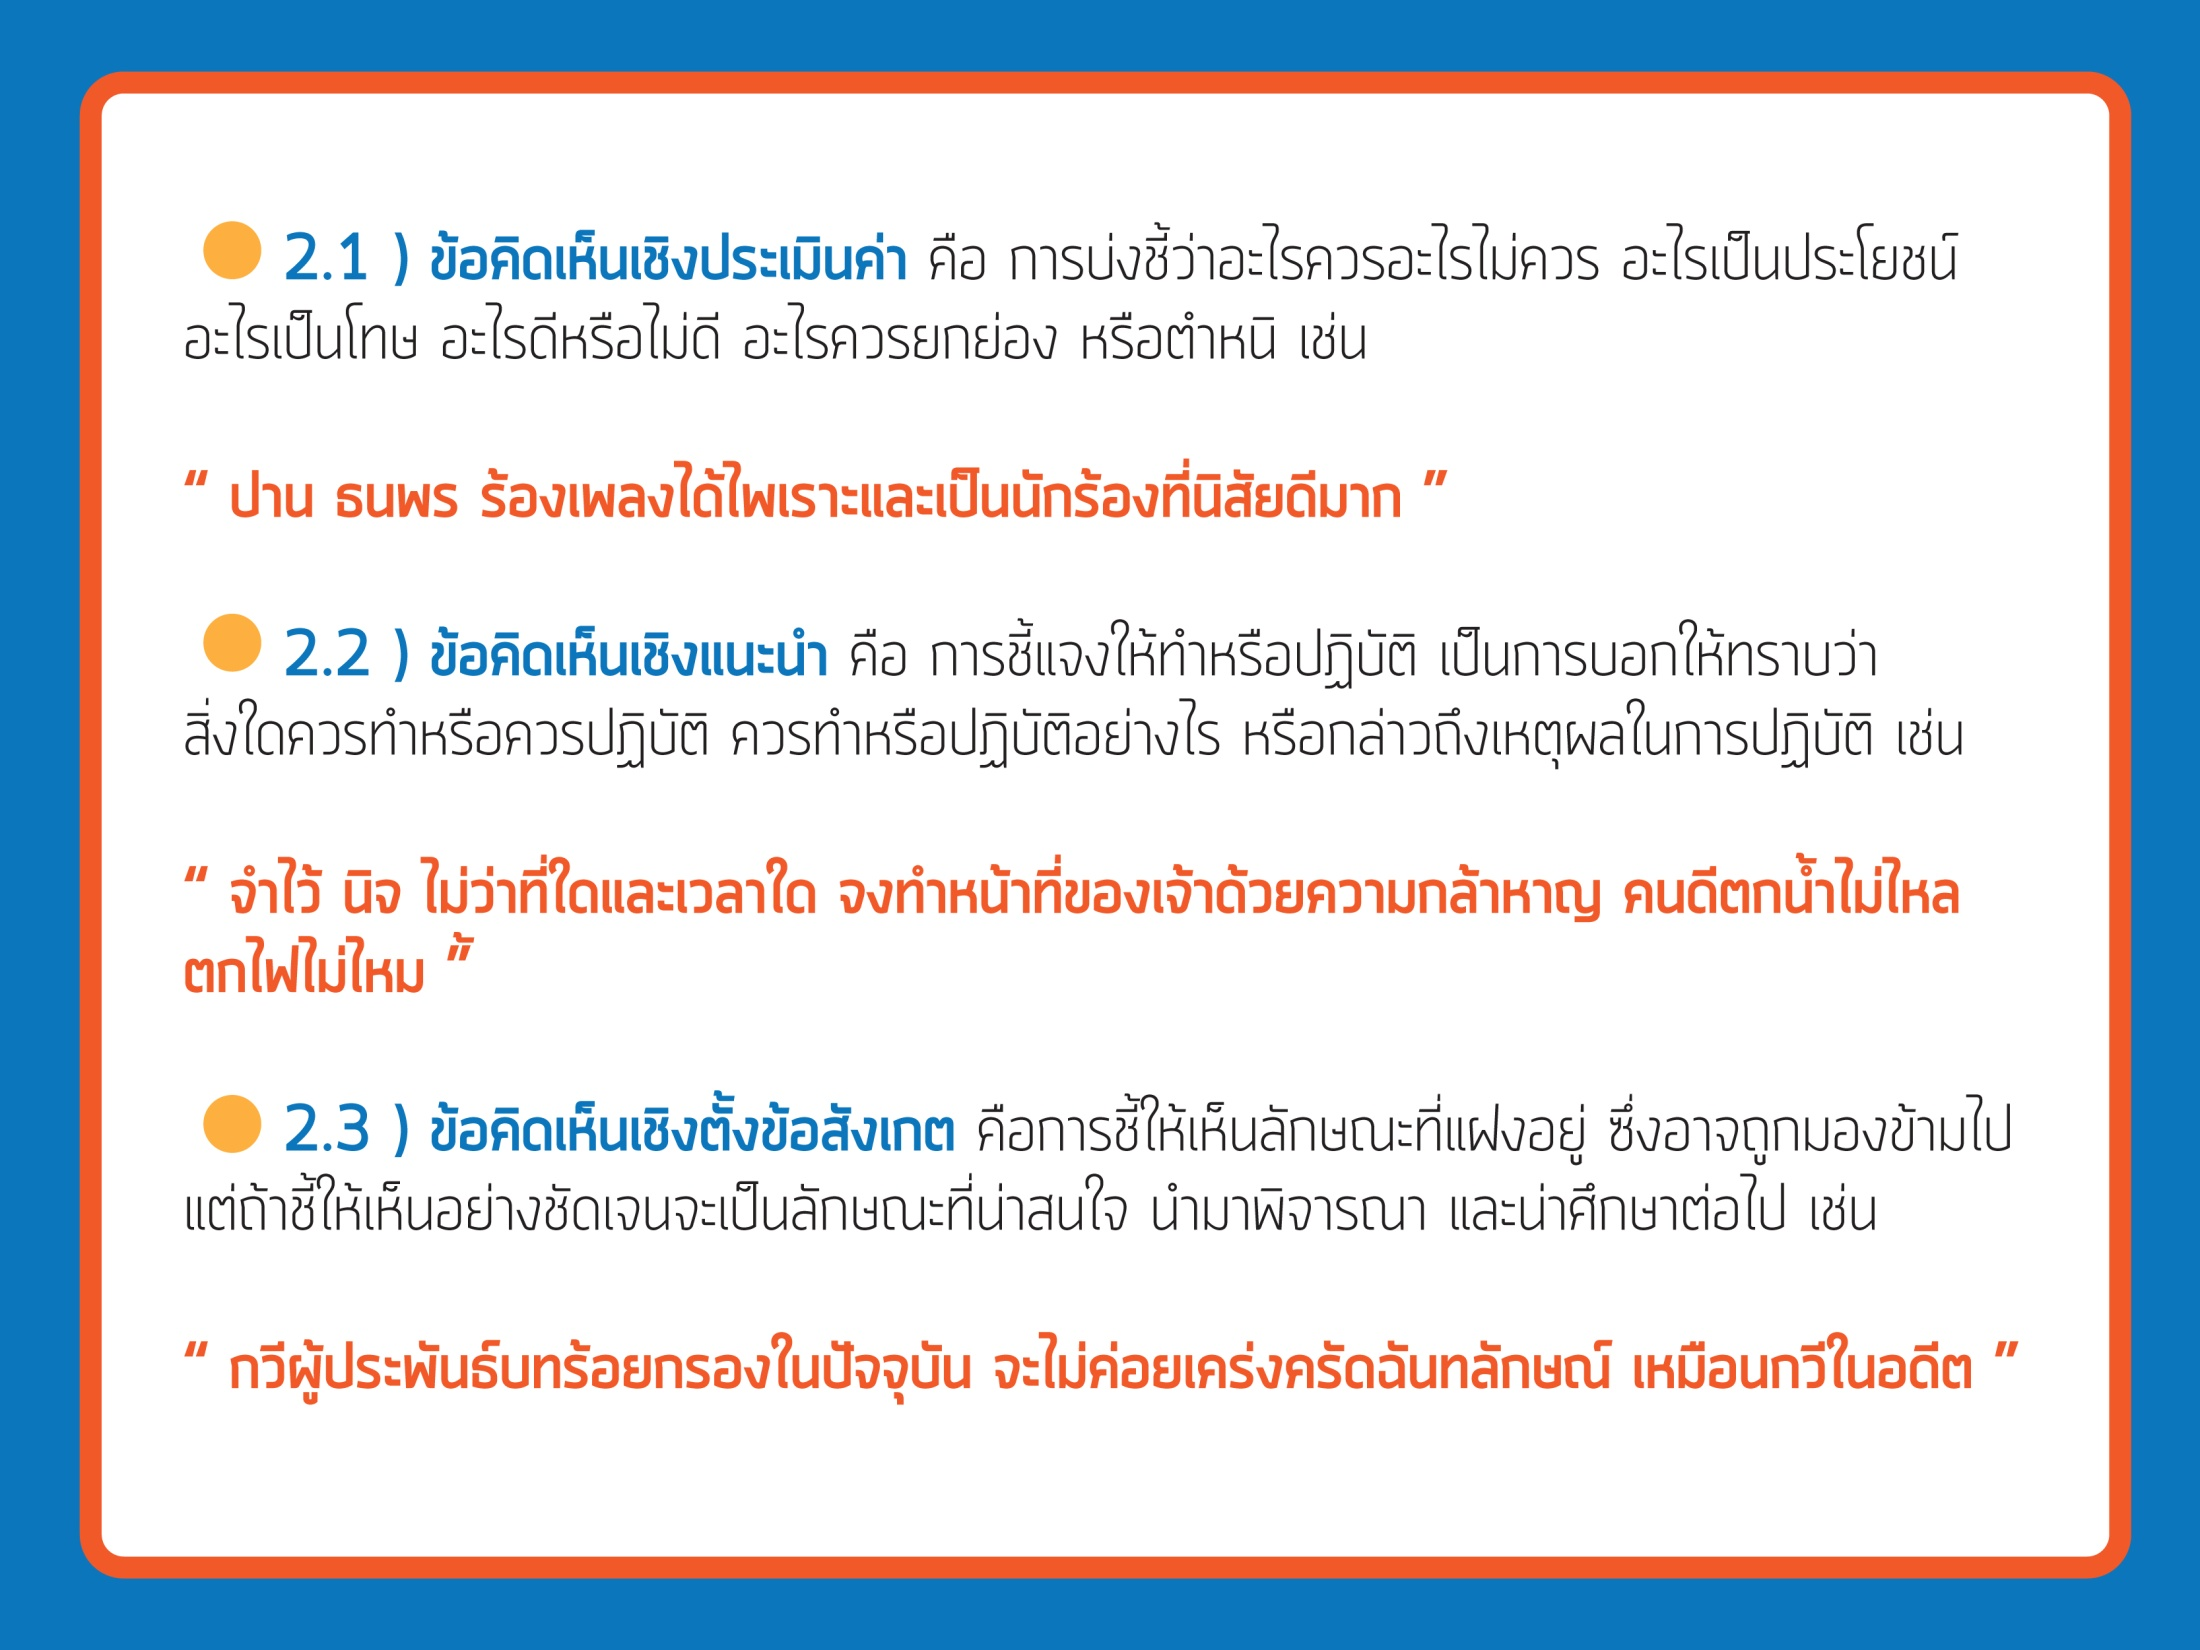 2.1 ) ข้อคิดเห็นเชิงประเมินค่า คือ การบ่งชี้ว่าอะไรควรอะไรไม่ควร อะไรเป็นประโยชน์
อะไรเป็นโทษ อะไรดีหรือไม่ดี อะไรควรยกย่อง หรือตำหนิ เช่น
“ ปาน ธนพร ร้องเพลงได้ไพเราะและเป็นนักร้องที่นิสัยดีมาก ”
2.2 ) ข้อคิดเห็นเชิงแนะนำ คือ การชี้แจงให้ทำหรือปฏิบัติ เป็นการบอกให้ทราบว่า
สิ่งใดควรทำหรือควรปฏิบัติ ควรทำหรือปฏิบัติอย่างไร หรือกล่าวถึงเหตุผลในการปฏิบัติ เช่น
“ จำไว้ นิจ ไม่ว่าที่ใดและเวลาใด จงทำหน้าที่ของเจ้าด้วยความกล้าหาญ คนดีตกน้ำไม่ไหล
ตกไฟไม่ไหม ”้
2.3 ) ข้อคิดเห็นเชิงตั้งข้อสังเกต คือการชี้ให้เห็นลักษณะที่แฝงอยู่ ซึ่งอาจถูกมองข้ามไป
แต่ถ้าชี้ให้เห็นอย่างชัดเจนจะเป็นลักษณะที่น่าสนใจ นำมาพิจารณา และน่าศึกษาต่อไป เช่น
“ กวีผู้ประพันธ์บทร้อยกรองในปัจจุบัน จะไม่ค่อยเคร่งครัดฉันทลักษณ์ เหมือนกวีในอดีต ”